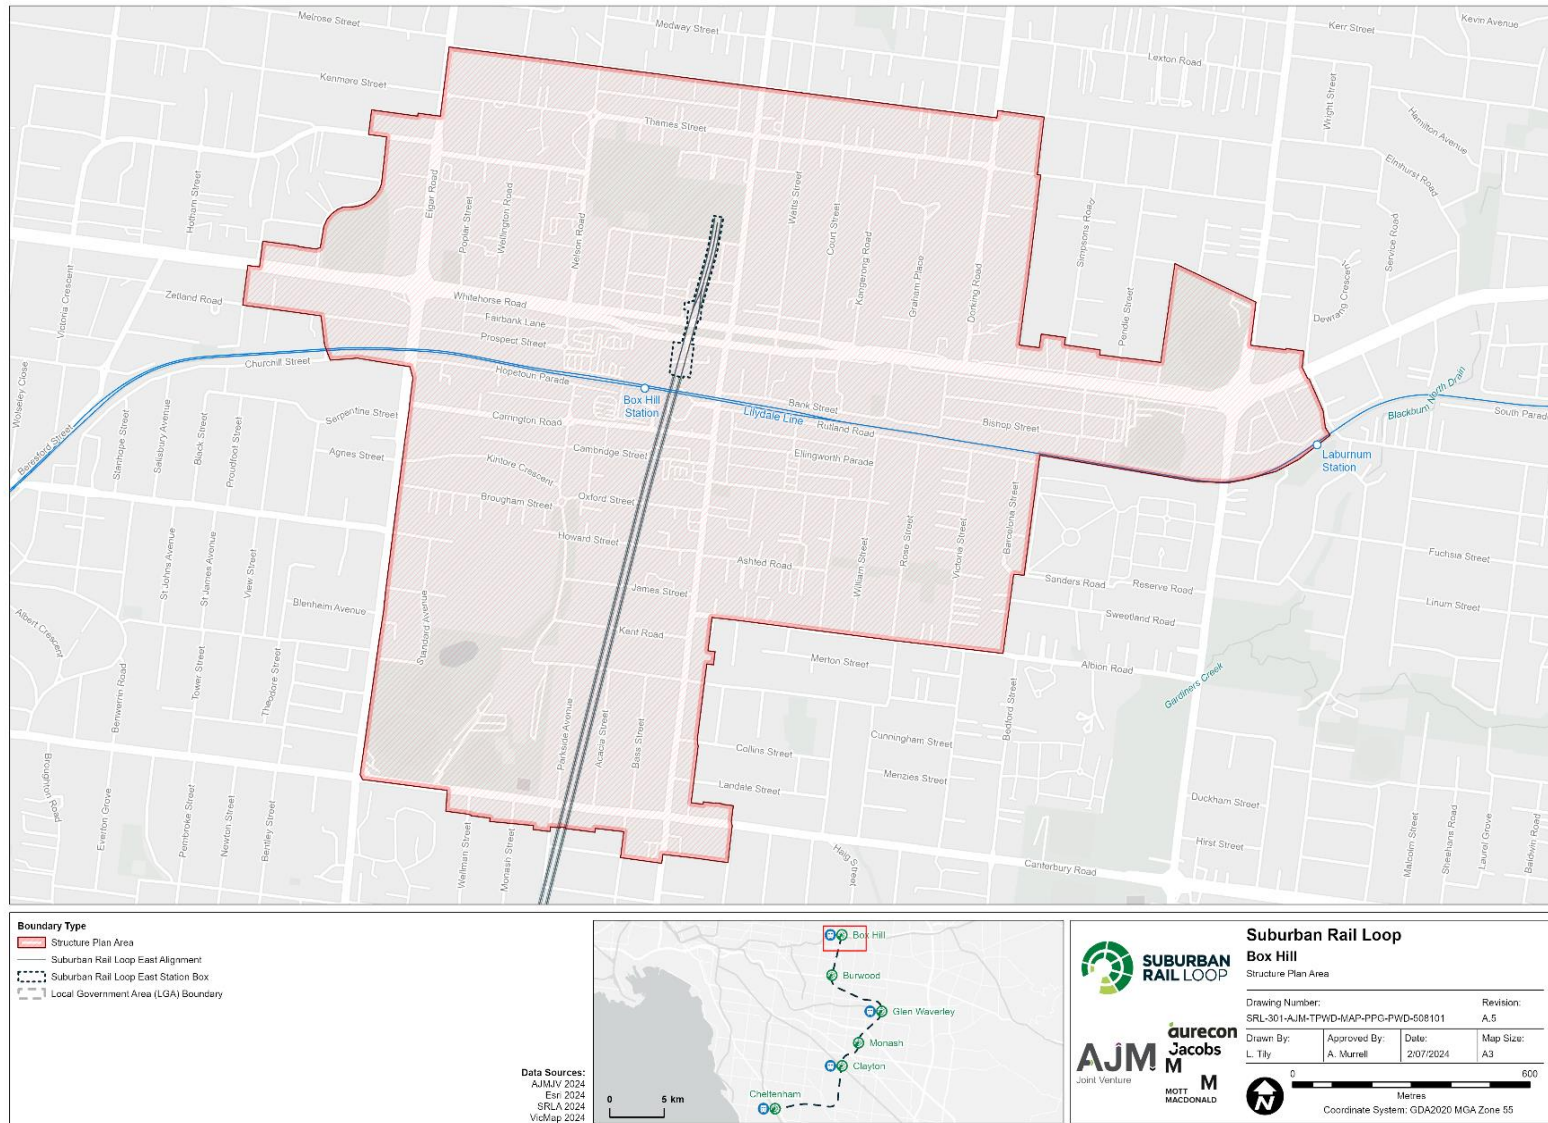 Melrose Street
Medway Street
Kerr Street
Kevin Avenue
Kenmare Street
Lexton Road
Wright Street
Hamilton Avenue
Thames Street
Elmhurst Road
Elgar Road
Poplar Street
Wellington Road
Nelson Road
Watts Street
Court Street
Kangerong Road
Graham Place
Dorking Road
Simpsons Road
Service Road
Hotham Street
Victoria Crescent
Zetland Road
Whitehorse Road
Fairbank Lane
Prospect Street
Pendle Street
Dewrang Crescent
Churchill Street
Hopetoun Parade
Box Hill
Station
Bank Street
Lilydale Line
Rutland Road
Bishop Street
Blackburn North Drain
South Parade
Laburnum
Station
Wolseley Close
Beresford Street
Stanhope Street
Salisbury Avenue
Black Street
Proudfoot Street
Serpentine Street
Agnes Street
Carrington Road
Cambridge Street
Kintore Crescent
Brougham Street
Oxford Street
Howard Street
Ellingworth Parade
Ashted Road
William Street
Rose Street
Victoria Street
Barcelona Street
Fuchsia Street
Sanders Road
Reserve Road
Sweetland Road
Linum Street
St Johns Avenue
St James Avenue
View Street
Blenheim Avenue
Albert Crescent
Standard Avenue
James Street
Kent Road
Merton Street
Albion Road
Gardiners Creek
Benwerrin Road
Tower Street
Theodore Street
Parkside Avenue
Acacia Street
Bass Street
Collins Street
Cunningham Street
Bedford Street
Menzies Street
Landale Street
Duckham Street
Broughton Road
Everton Grove
Pembroke Street
Newton Street
Bentley Street
Wellman Street
Monash Street
Haig Street
Canterbury Road
Hirst Street
Malcolm Street
Sheehans Road
Laurel Grove
Baldwin Road
Boundary Type
Structure Plan Area
Suburban Rail Loop East Alignment
Suburban Rail Loop East Station Box
Local Government Area (LGA) Boundary
Data Sources:
AJMJV 2024
Esri 2024
SRLA 2024
VicMap 2024
Box Hill
Burwood
Glen Waverley
Monash
Clayton
Cheltenham
0 5 km
SUBURBAN
RAIL LOOP
AJM
Joint Venture
aurecon
Jacobs
M
M
MOTT
MACDONALD
Suburban Rail Loop
Box Hill
Structure Plan Area
Drawing Number:
SRL-301-AJM-TPWD-MAP-PPG-PWD-508101
Revision:
A.5
Drawn By:
L. Tily
Approved By:
A. Murrell
Date:
2/07/2024
Map Size:
A3
N
0 600
Metres
Coordinate System: GDA2020 MGA Zone 55